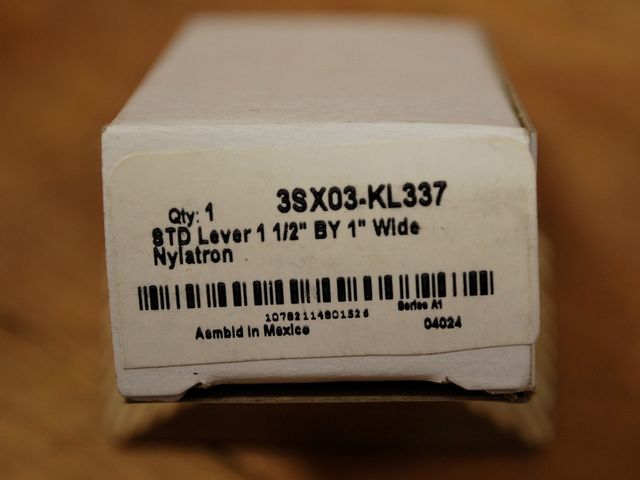 Qty: 1 3SX03-KL337
STD Lever 1 1/2" BY 1" Wide
Nylatron
10782114801526 Series A1
Asmbld in Mexico 04024